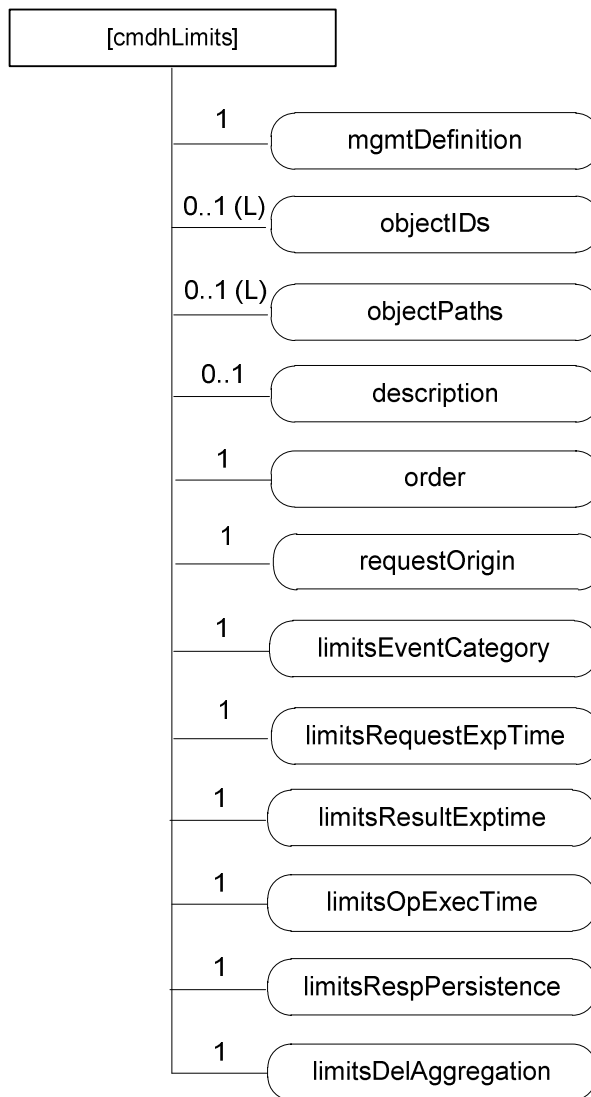 [cmdhLimits]
1
mgmtDefinition
0..1 (L)
objectIDs
0..1 (L)
objectPaths
0..1
description
1
order
1
requestOrigin
1
limitsEventCategory
1
limitsRequestExpTime
1
limitsResultExptime
1
limitsOpExecTime
1
limitsRespPersistence
1
limitsDelAggregation